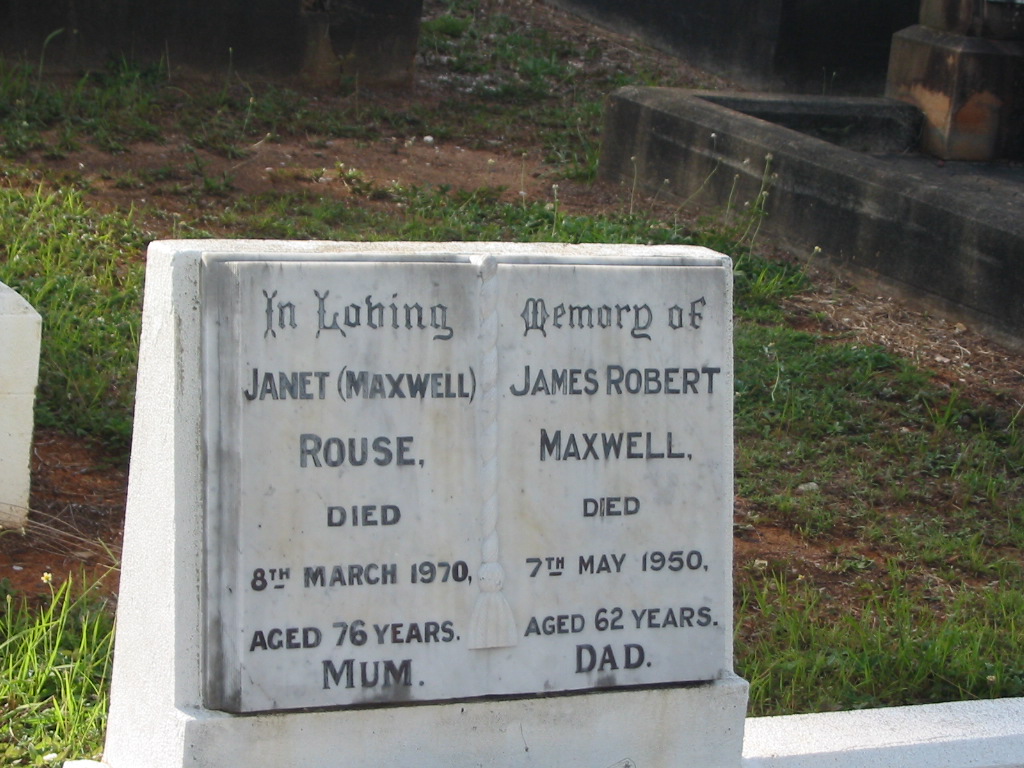 In Loving
JANET (MAXWELL)
ROUSE,
DIED
8TH MARCH 1970,
AGED 76 YEARS.
MUM.
Memory of
JAMES ROBERT
MAXWELL,
DIED
7TH MAY 1950,
AGED 62 YEARS.
DAD.